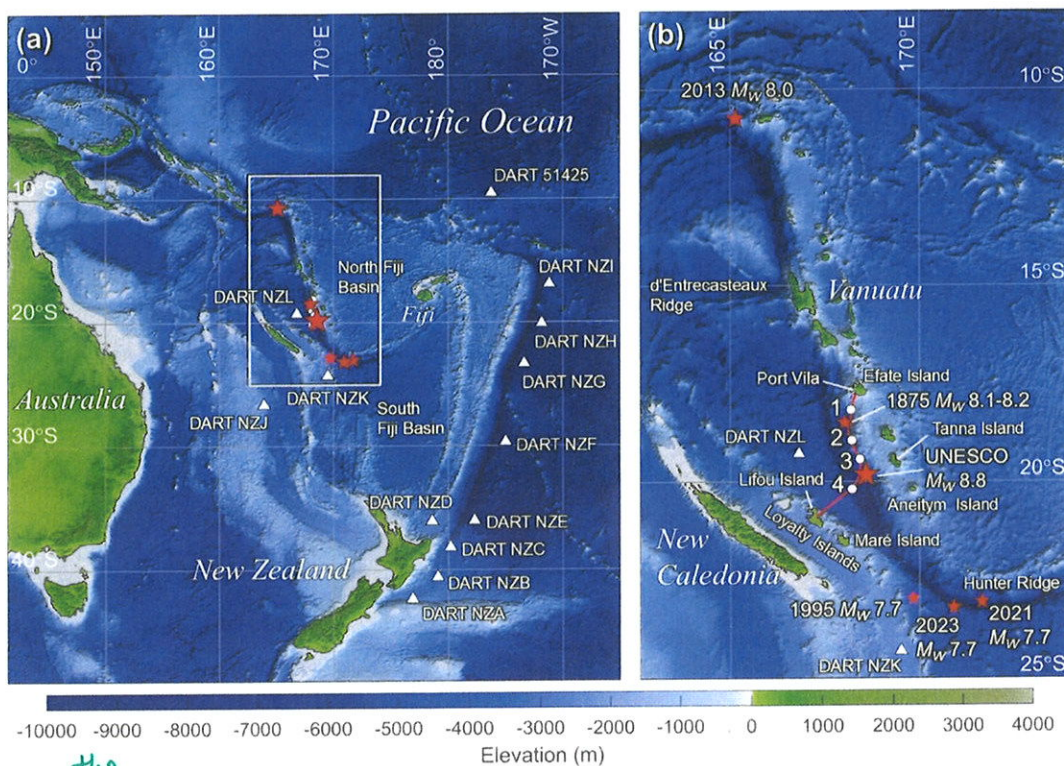 (a)
150°E
160°E
170°E
180°
170°W
0°
Pacific Ocean
DART 51425
10°S
North Fiji
Basin
DART NZI
DART NZL
20°S
Fiji
DART NZH
DART NZG
Australia
DART NZK
DART NZJ
South
Fiji Basin
30°S
DART NZF
DART NZD
DART NZE
DART NZC
40°S
New Zealand
DART NZB
DART NZA
(b)
165°E
170°E
10°S
2013 Mw 8.0
15°S
d'Entrecasteaux
Ridge
Vanuatu
Port Vila
Efate Island
1
1875 Mw 8.1-8.2
2
Tanna Island
DART NZL
3
UNESCO
Mw 8.8
20°S
Lifou Island
4
Aneitym Island
Loyalty Islands
Maré Island
New
Caledonia
Hunter Ridge
1995 Mw 7.7
2023
Mw 7.7
2021
Mw 7.7
DART NZK
25°S
-10000 -9000 -8000 -7000 -6000 -5000 -4000 -3000 -2000 -1000 0 1000 2000 3000 4000
Elevation (m)